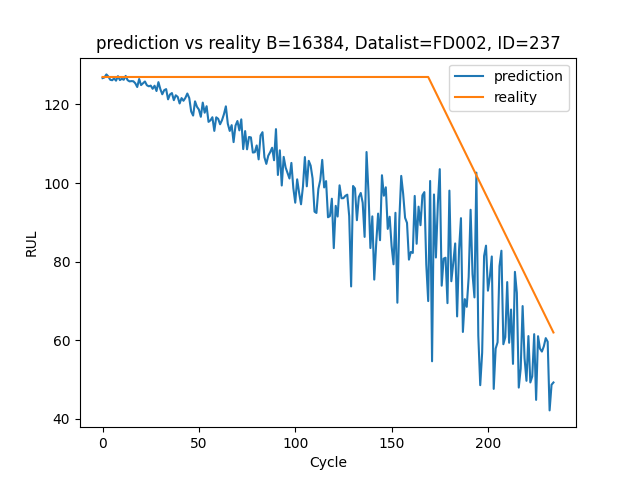 prediction vs reality B=16384, Datalist=FD002, ID=237
prediction
reality
RUL
120
100
80
60
40
0
50
100
150
200
Cycle